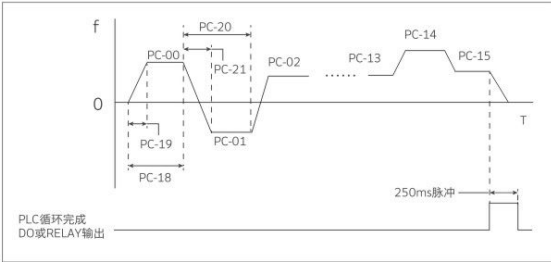 f
PC-20
PC-14
PC-00
PC-21
PC-02
......
PC-13
PC-15
0
T
PC-19
PC-01
PC-18
250ms脉冲
PLC循环完成
DO或RELAY输出